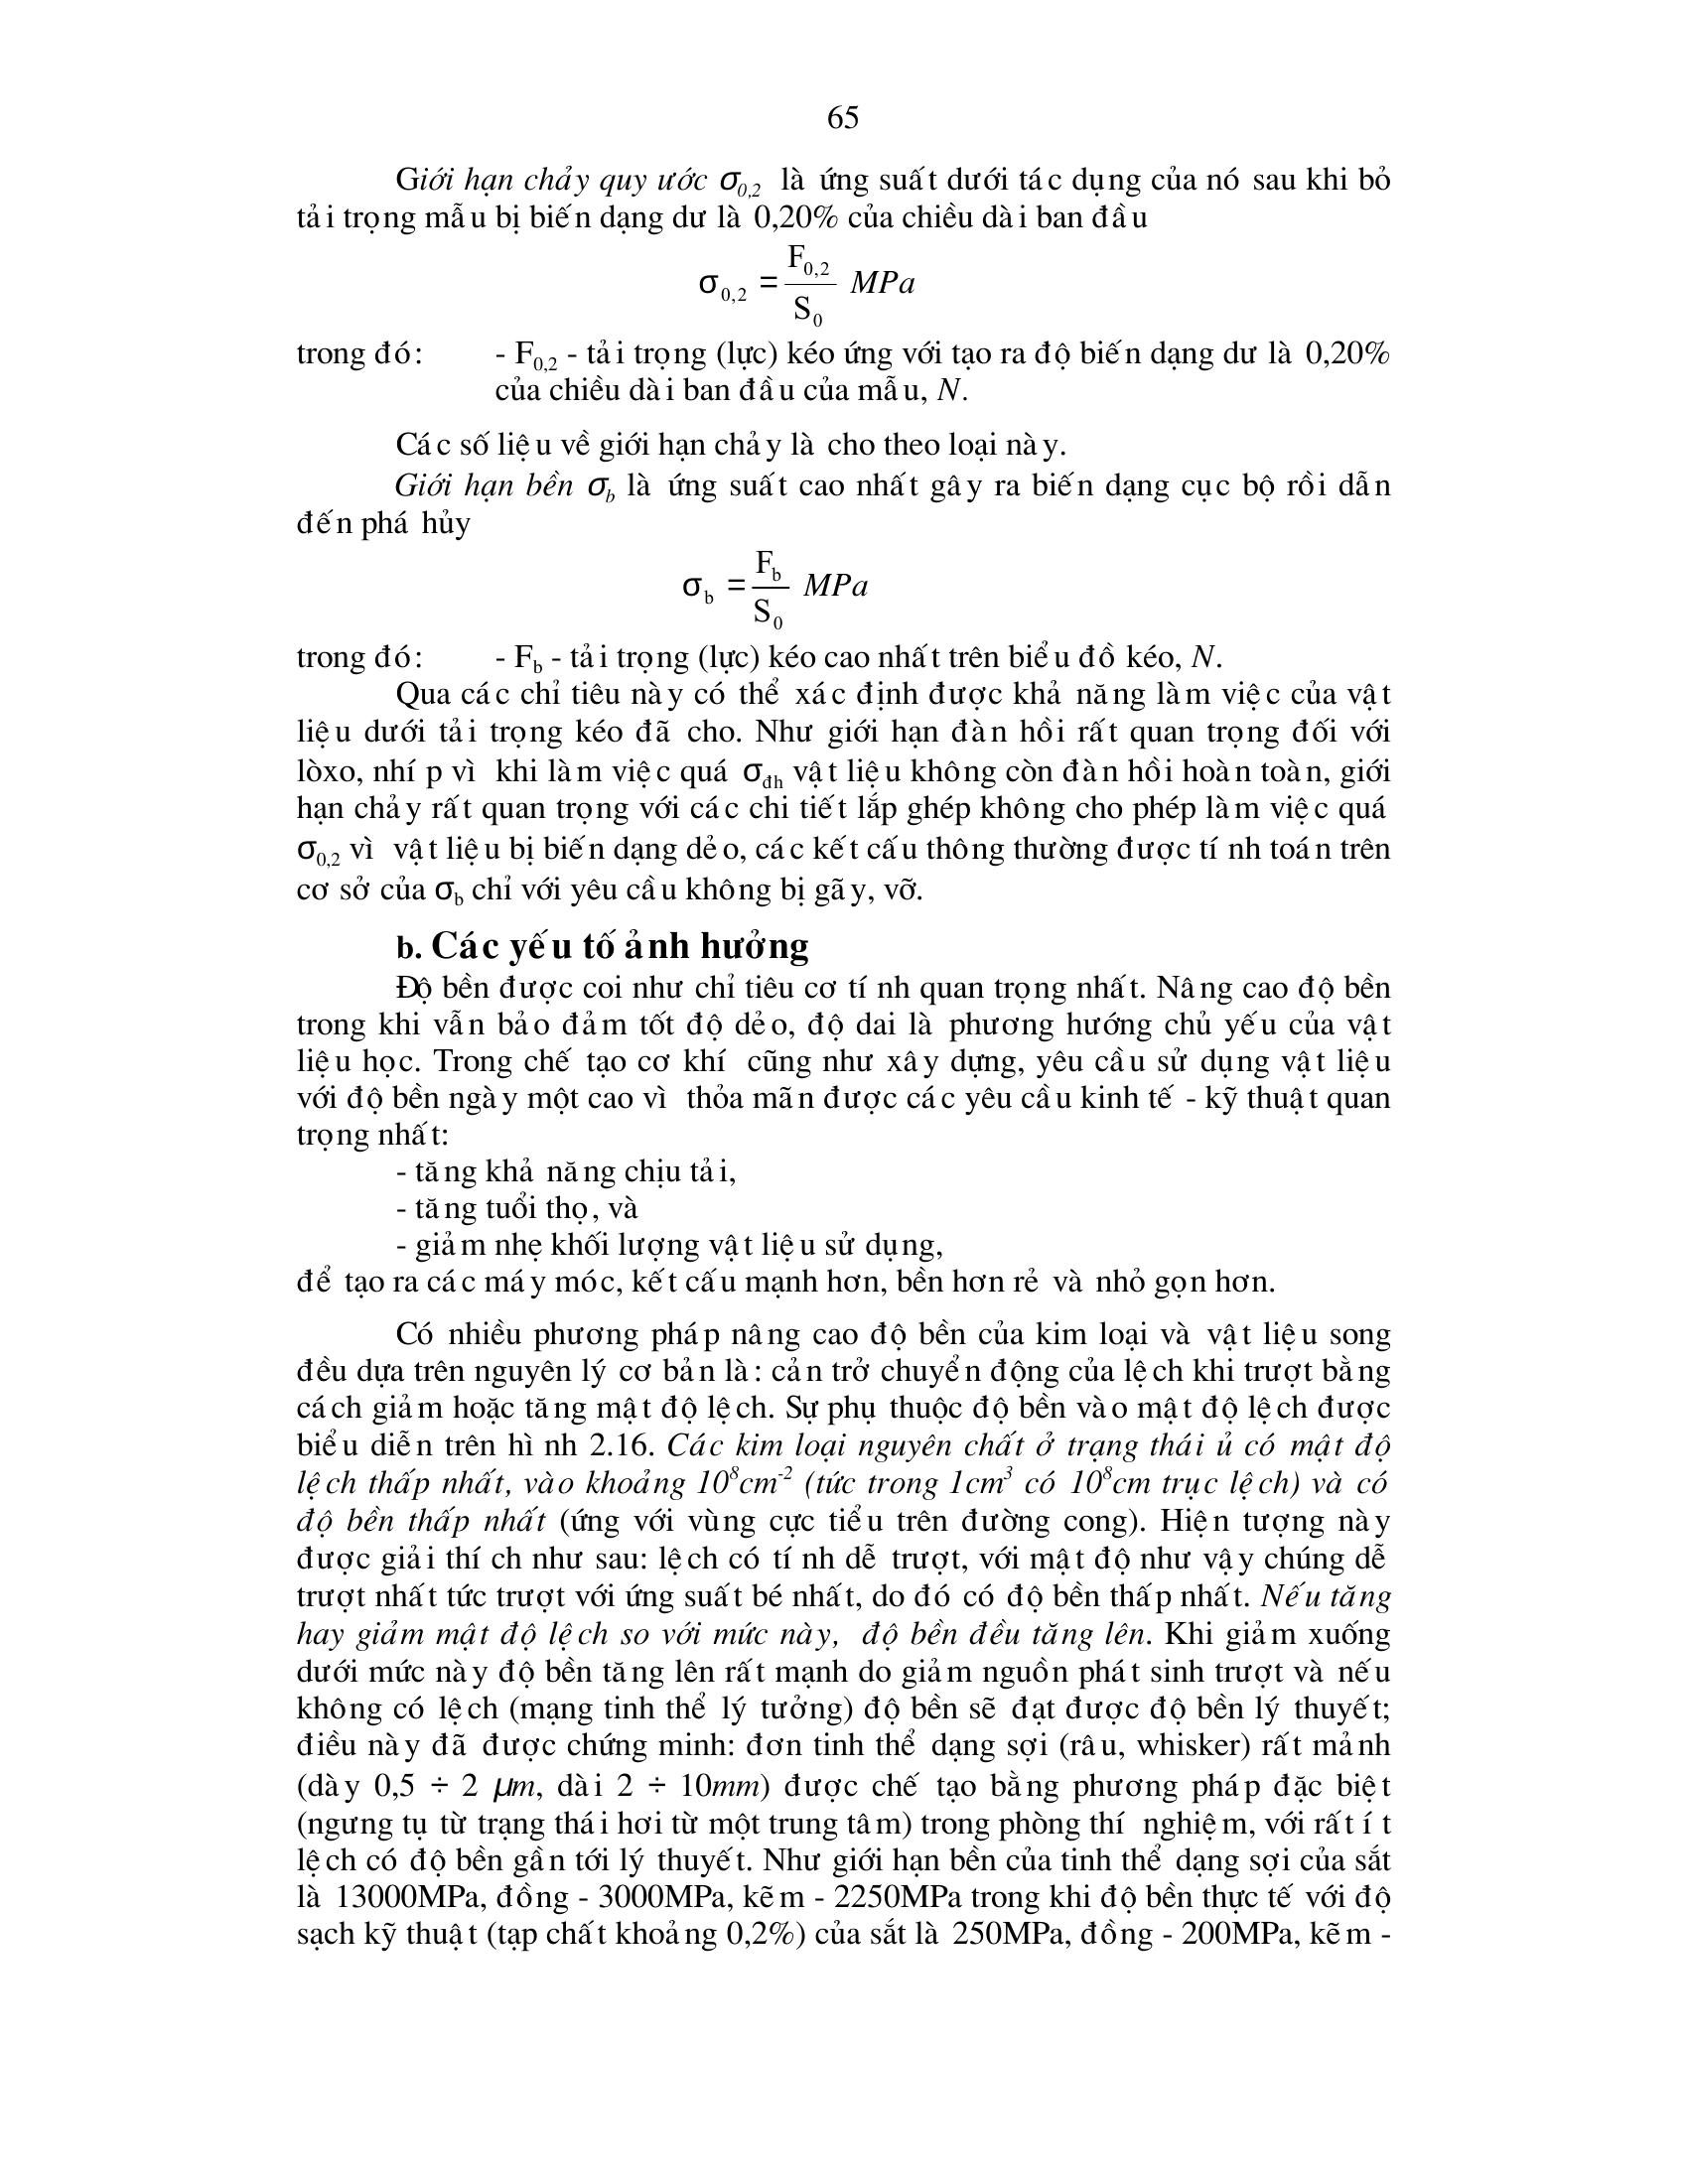 65
Giới hạn chảy quy ước σ0,2 là ứng suất dưới tác dụng của nó sau khi bỏ
tải trọng mẫu bị biến dạng dư là 0,20% của chiều dài ban đầu
σ0,2 = F0,2 / S0 MPa
trong đó: - F0,2 - tải trọng (lực) kéo ứng với tạo ra độ biến dạng dư là 0,20%
của chiều dài ban đầu của mẫu, N.
Các số liệu về giới hạn chảy là cho theo loại này.
Giới hạn bền σb là ứng suất cao nhất gây ra biến dạng cục bộ rồi dẫn
đến phá hủy
σb = Fb / S0 MPa
trong đó: - Fb - tải trọng (lực) kéo cao nhất trên biểu đồ kéo, N.
Qua các chỉ tiêu này có thể xác định được khả năng làm việc của vật
liệu dưới tải trọng kéo đã cho. Như giới hạn đàn hồi rất quan trọng đối với
lòxo, nhíp vì khi làm việc quá σđh vật liệu không còn đàn hồi hoàn toàn, giới
hạn chảy rất quan trọng với các chi tiết lắp ghép không cho phép làm việc quá
σ0,2 vì vật liệu bị biến dạng dẻo, các kết cấu thông thường được tính toán trên
cơ sở của σb chỉ với yêu cầu không bị gãy, vỡ.
b. Các yếu tố ảnh hưởng
Độ bền được coi như chỉ tiêu cơ tính quan trọng nhất. Nâng cao độ bền
trong khi vẫn bảo đảm tốt độ dẻo, độ dai là phương hướng chủ yếu của vật
liệu học. Trong chế tạo cơ khí cũng như xây dựng, yêu cầu sử dụng vật liệu
với độ bền ngày một cao vì thỏa mãn được các yêu cầu kinh tế - kỹ thuật quan
trọng nhất:
- tăng khả năng chịu tải,
- tăng tuổi thọ, và
- giảm nhẹ khối lượng vật liệu sử dụng,
để tạo ra các máy móc, kết cấu mạnh hơn, bền hơn rẻ và nhỏ gọn hơn.
Có nhiều phương pháp nâng cao độ bền của kim loại và vật liệu song
đều dựa trên nguyên lý cơ bản là: cản trở chuyển động của lệch khi trượt bằng
cách giảm hoặc tăng mật độ lệch. Sự phụ thuộc độ bền vào mật độ lệch được
biểu diễn trên hình 2.16. Các kim loại nguyên chất ở trạng thái ủ có mật độ
lệch thấp nhất, vào khoảng 10⁸cm⁻² (tức trong 1cm³ có 10⁸cm trục lệch) và có
độ bền thấp nhất (ứng với vùng cực tiểu trên đường cong). Hiện tượng này
được giải thích như sau: lệch có tính dễ trượt, với mật độ như vậy chúng dễ
trượt nhất tức trượt với ứng suất bé nhất, do đó có độ bền thấp nhất. Nếu tăng
hay giảm mật độ lệch so với mức này, độ bền đều tăng lên. Khi giảm xuống
dưới mức này độ bền tăng lên rất mạnh do giảm nguồn phát sinh trượt và nếu
không có lệch (mạng tinh thể lý tưởng) độ bền sẽ đạt được độ bền lý thuyết;
điều này đã được chứng minh: đơn tinh thể dạng sợi (râu, whisker) rất mảnh
(dày 0,5 ÷ 2 μm, dài 2 ÷ 10mm) được chế tạo bằng phương pháp đặc biệt
(ngưng tụ từ trạng thái hơi từ một trung tâm) trong phòng thí nghiệm, với rất ít
lệch có độ bền gần tới lý thuyết. Như giới hạn bền của tinh thể dạng sợi của sắt
là 13000MPa, đồng - 3000MPa, kẽm - 2250MPa trong khi độ bền thực tế với độ
sạch kỹ thuật (tạp chất khoảng 0,2%) của sắt là 250MPa, đồng - 200MPa, kẽm -